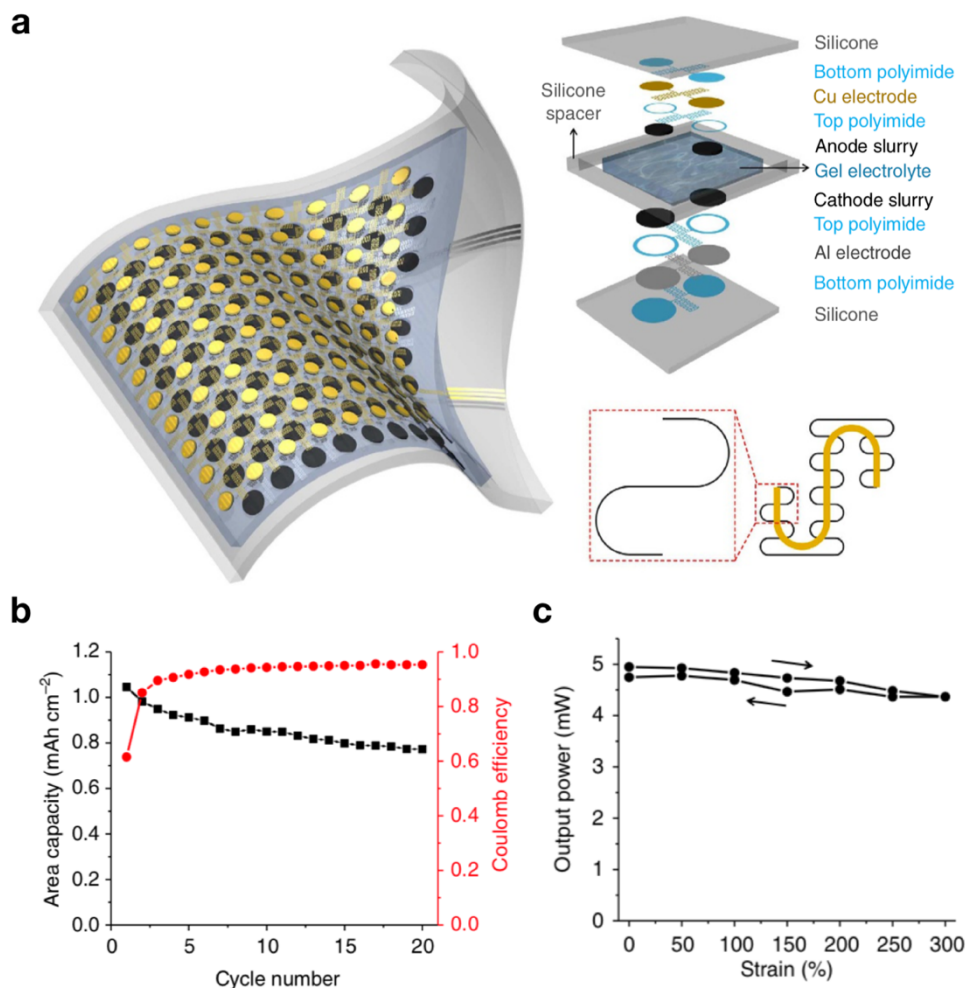 a
Silicone
spacer
Silicone
Bottom polyimide
Cu electrode
Top polyimide
Anode slurry
Gel electrolyte
Cathode slurry
Top polyimide
Al electrode
Bottom polyimide
Silicone
b
Area capacity (mAh cm⁻²)
1.2
1.0
0.8
0.6
0.4
0.2
0.0
0
5
10
15
20
Cycle number
1.0
0.8
0.6
0.4
0.2
0.0
Coulomb efficiency
c
Output power (mW)
5
4
3
2
1
0
0
50
100
150
200
250
300
Strain (%)